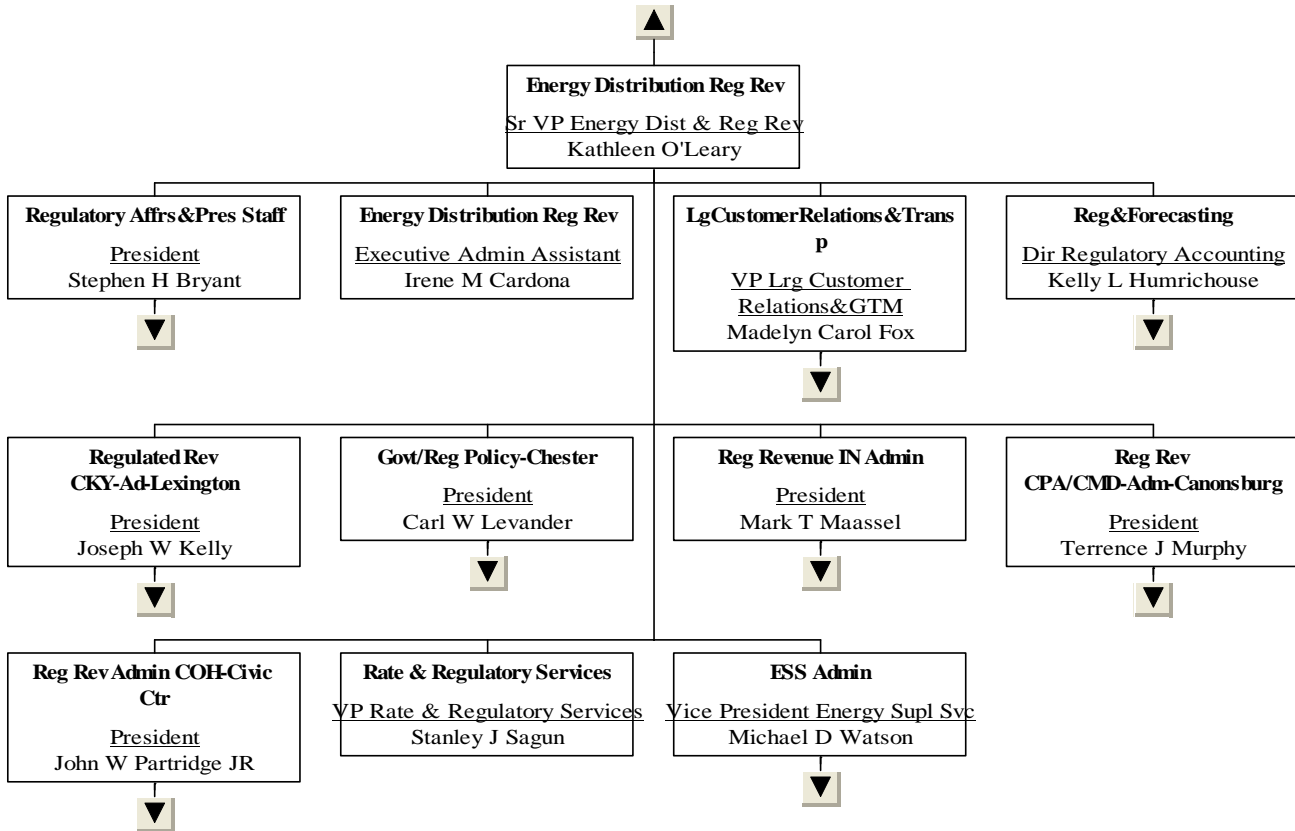 Energy Distribution Reg Rev
Sr VP Energy Dist & Reg Rev
Kathleen O'Leary
Regulatory Affrs&Pres Staff
President
Stephen H Bryant
Energy Distribution Reg Rev
Executive Admin Assistant
Irene M Cardona
LgCustomerRelations&Trans
p
VP Lrg Customer
Relations&GTM
Madelyn Carol Fox
Reg&Forecasting
Dir Regulatory Accounting
Kelly L Humrichouse
Regulated Rev
CKY-Ad-Lexington
President
Joseph W Kelly
Govt/Reg Policy-Chester
President
Carl W Levander
Reg Revenue IN Admin
President
Mark T Maassel
Reg Rev
CPA/CMD-Adm-Canonsburg
President
Terrence J Murphy
Reg Rev Admin COH-Civic
Ctr
President
John W Partridge JR
Rate & Regulatory Services
VP Rate & Regulatory Services
Stanley J Sagun
ESS Admin
Vice President Energy Supl Svc
Michael D Watson